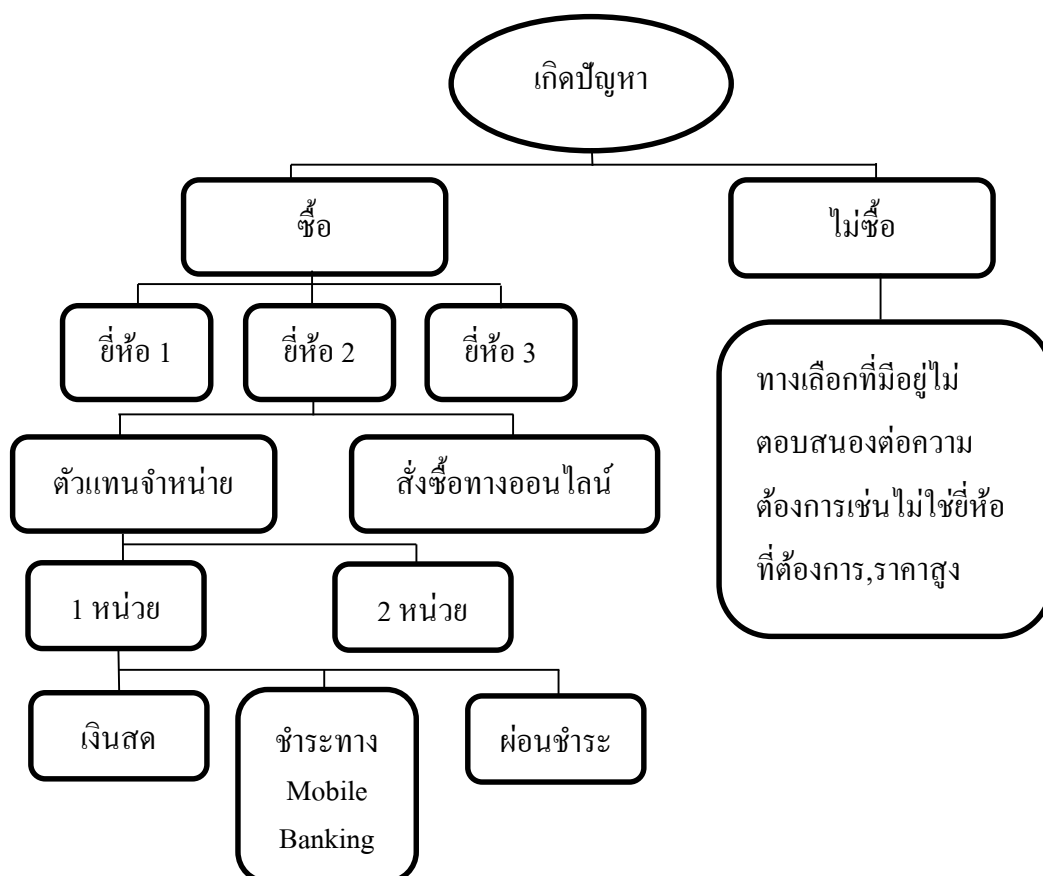 เกิดปัญหา
ซื้อ
ไม่ซื้อ
ยี่ห้อ 1
ยี่ห้อ 2
ยี่ห้อ 3
ทางเลือกที่มีอยู่ไม่
ตอบสนองต่อความ
ต้องการเช่นไม่ใช่ยี่ห้อ
ที่ต้องการ,ราคาสูง
ตัวแทนจำหน่าย
สั่งซื้อทางออนไลน์
1 หน่วย
2 หน่วย
เงินสด
ชำระทาง
Mobile
Banking
ผ่อนชำระ